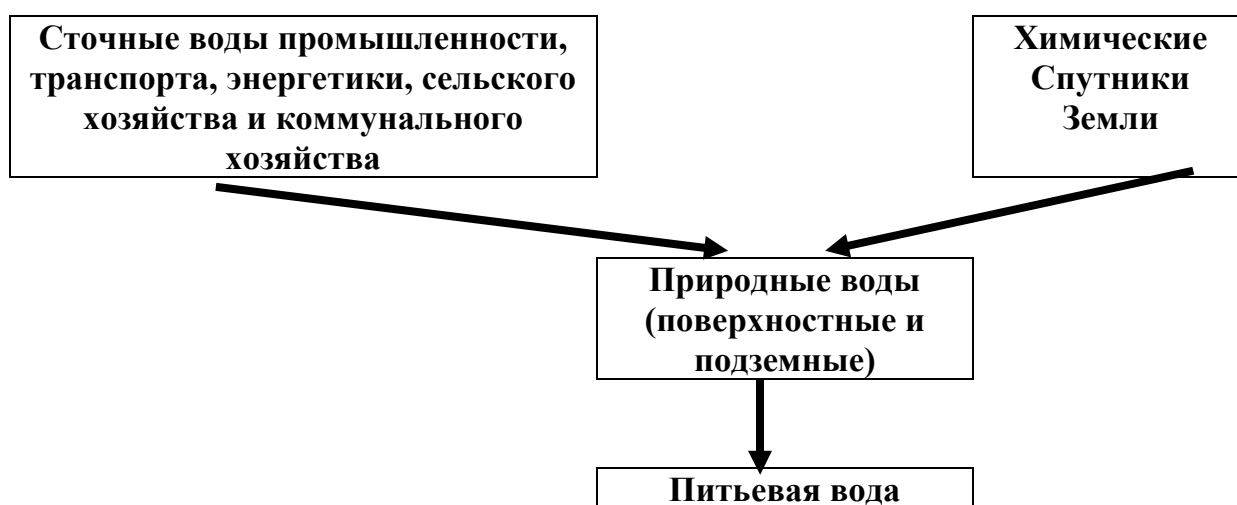 Сточные воды промышленности,
транспорта, энергетики, сельского
хозяйства и коммунального
хозяйства
Химические
Спутники
Земли
Природные воды
(поверхностные и
подземные)
Питьевая вода